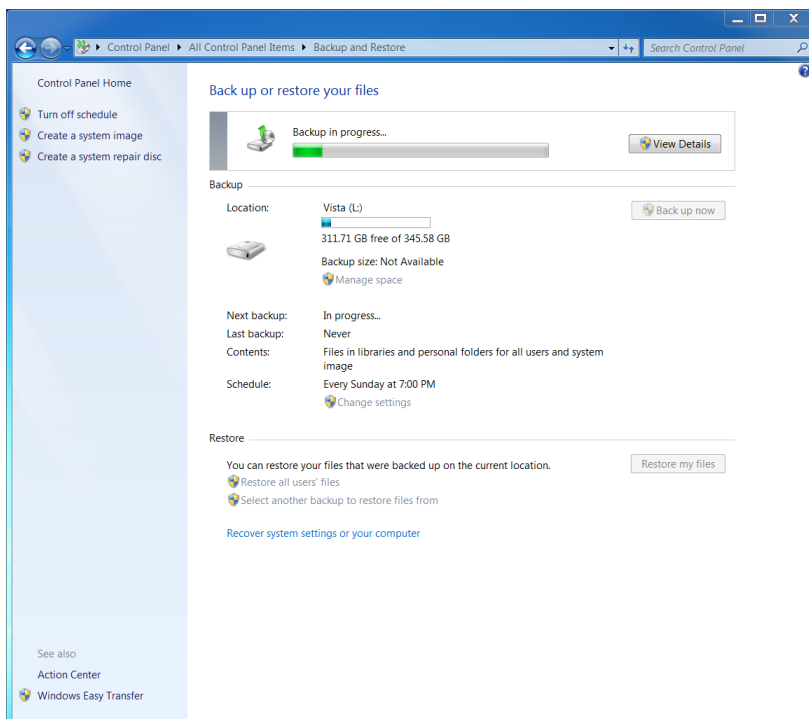 Control Panel ▸ All Control Panel Items ▸ Backup and Restore
Search Control Panel
Control Panel Home
Turn off schedule
Create a system image
Create a system repair disc
Back up or restore your files
Backup in progress...
View Details
Backup
Location:
Vista (L:)
Back up now
311.71 GB free of 345.58 GB
Backup size: Not Available
Manage space
Next backup:
In progress...
Last backup:
Never
Contents:
Files in libraries and personal folders for all users and system
image
Schedule:
Every Sunday at 7:00 PM
Change settings
Restore
You can restore your files that were backed up on the current location.
Restore my files
Restore all users' files
Select another backup to restore files from
Recover system settings or your computer
See also
Action Center
Windows Easy Transfer